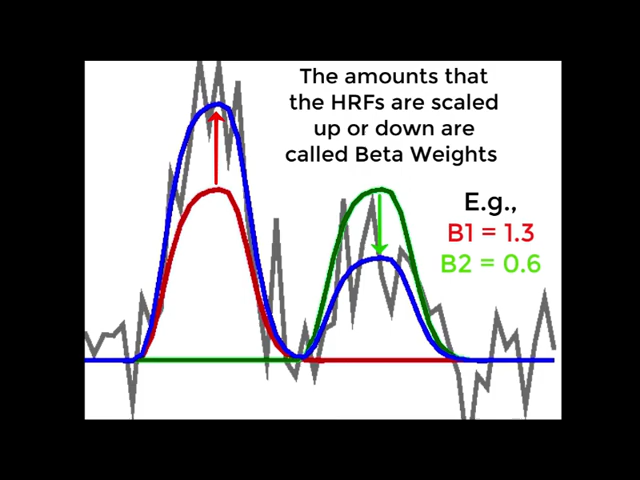 The amounts that
the HRFs are scaled
up or down are
called Beta Weights
E.g.,
B1 = 1.3
B2 = 0.6